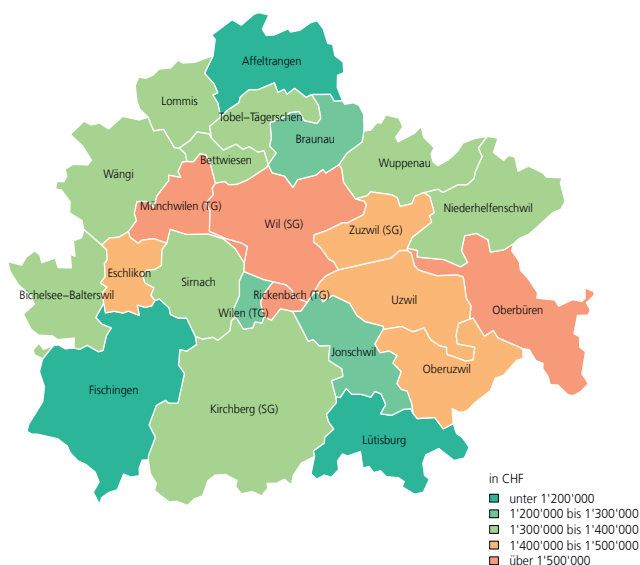 Affeltrangen
Lommis
Tobel–Tägerschen
Braunau
Bettwiesen
Wuppenau
Wängi
Münchwilen (TG)
Niederhelfenschwil
Wil (SG)
Zuzwil (SG)
Eschlikon
Sirnach
Bichelsee–Balterswil
Rickenbach (TG)
Uzwil
Oberbüren
Wilen (TG)
Jonschwil
Oberuzwil
Fischingen
Kirchberg (SG)
Lütisburg
in CHF
unter 1'200'000
1'200'000 bis 1'300'000
1'300'000 bis 1'400'000
1'400'000 bis 1'500'000
über 1'500'000